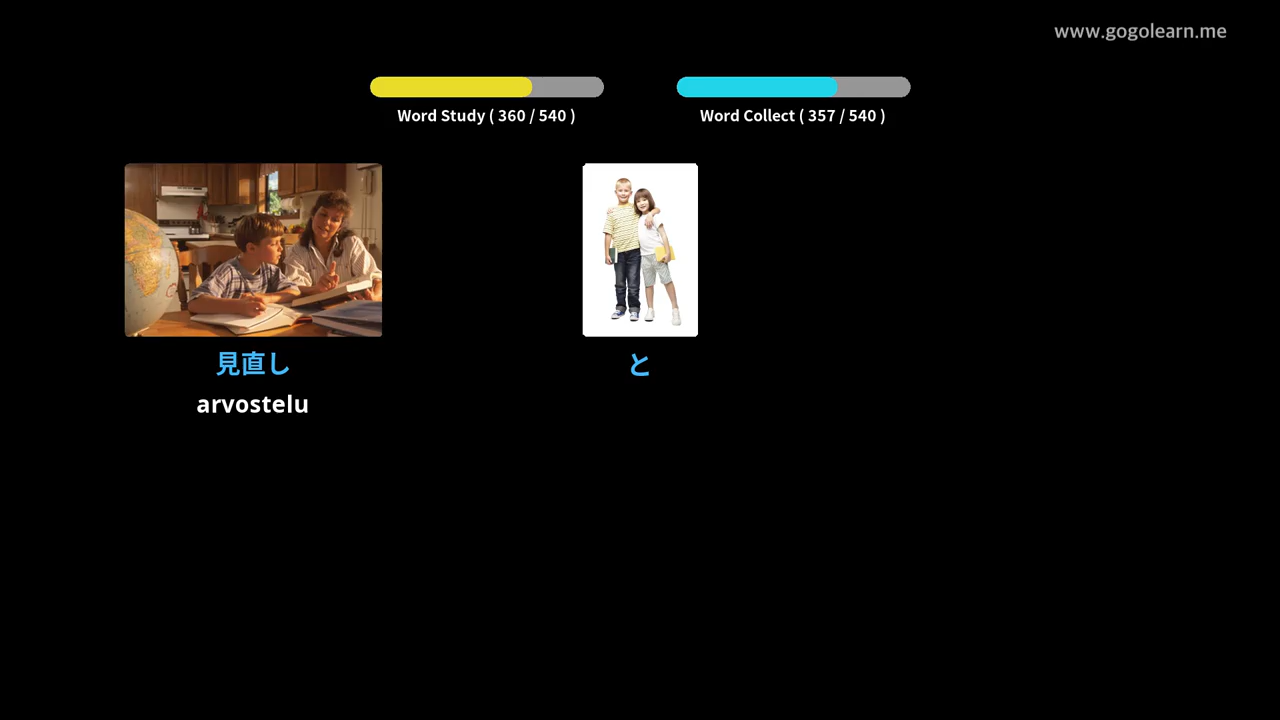 www.gogolearn.me
Word Study ( 360 / 540 )
Word Collect ( 357 / 540 )
見直し
と
arvostelu